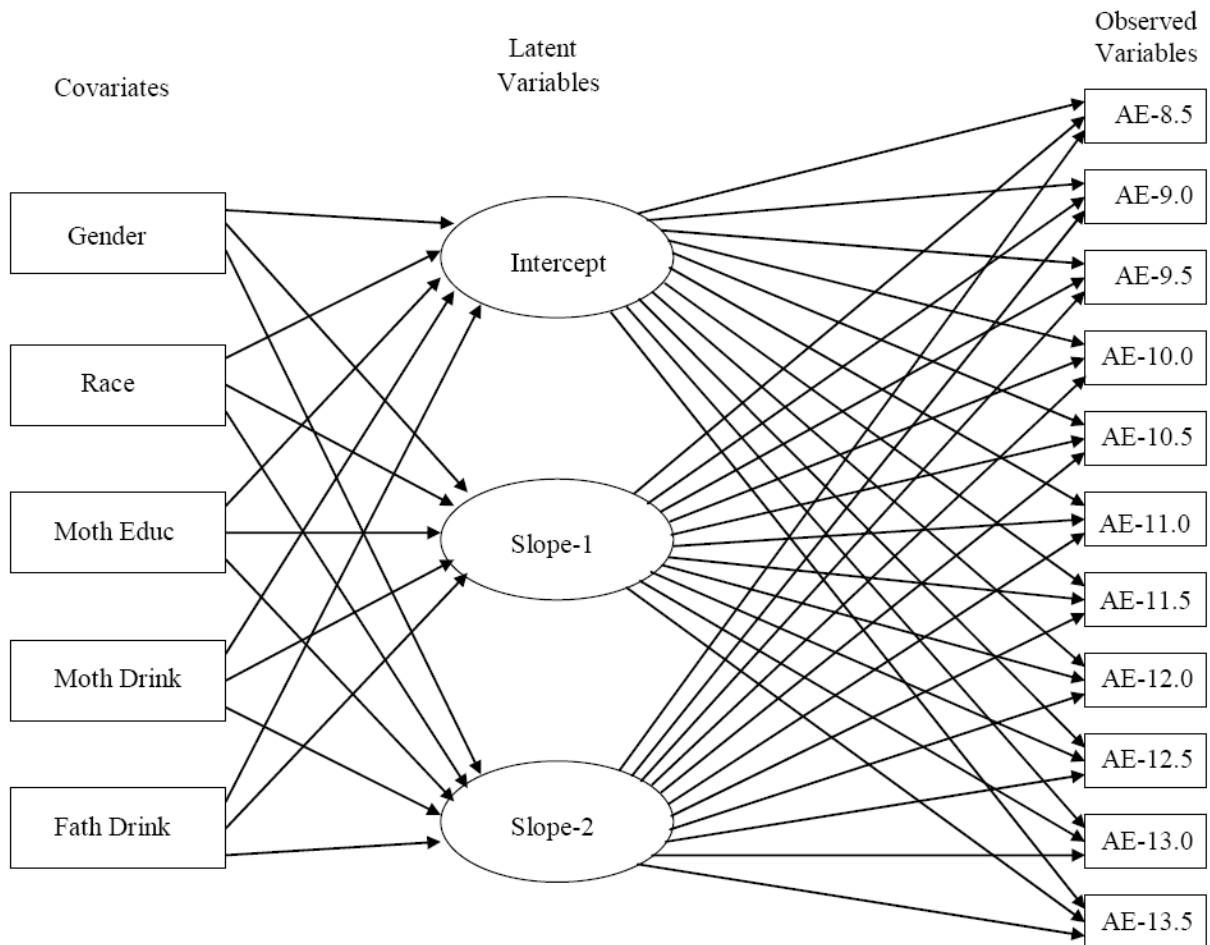 Covariates
Latent
Variables
Observed
Variables
Gender
Race
Moth Educ
Moth Drink
Fath Drink
Intercept
Slope-1
Slope-2
AE-8.5
AE-9.0
AE-9.5
AE-10.0
AE-10.5
AE-11.0
AE-11.5
AE-12.0
AE-12.5
AE-13.0
AE-13.5